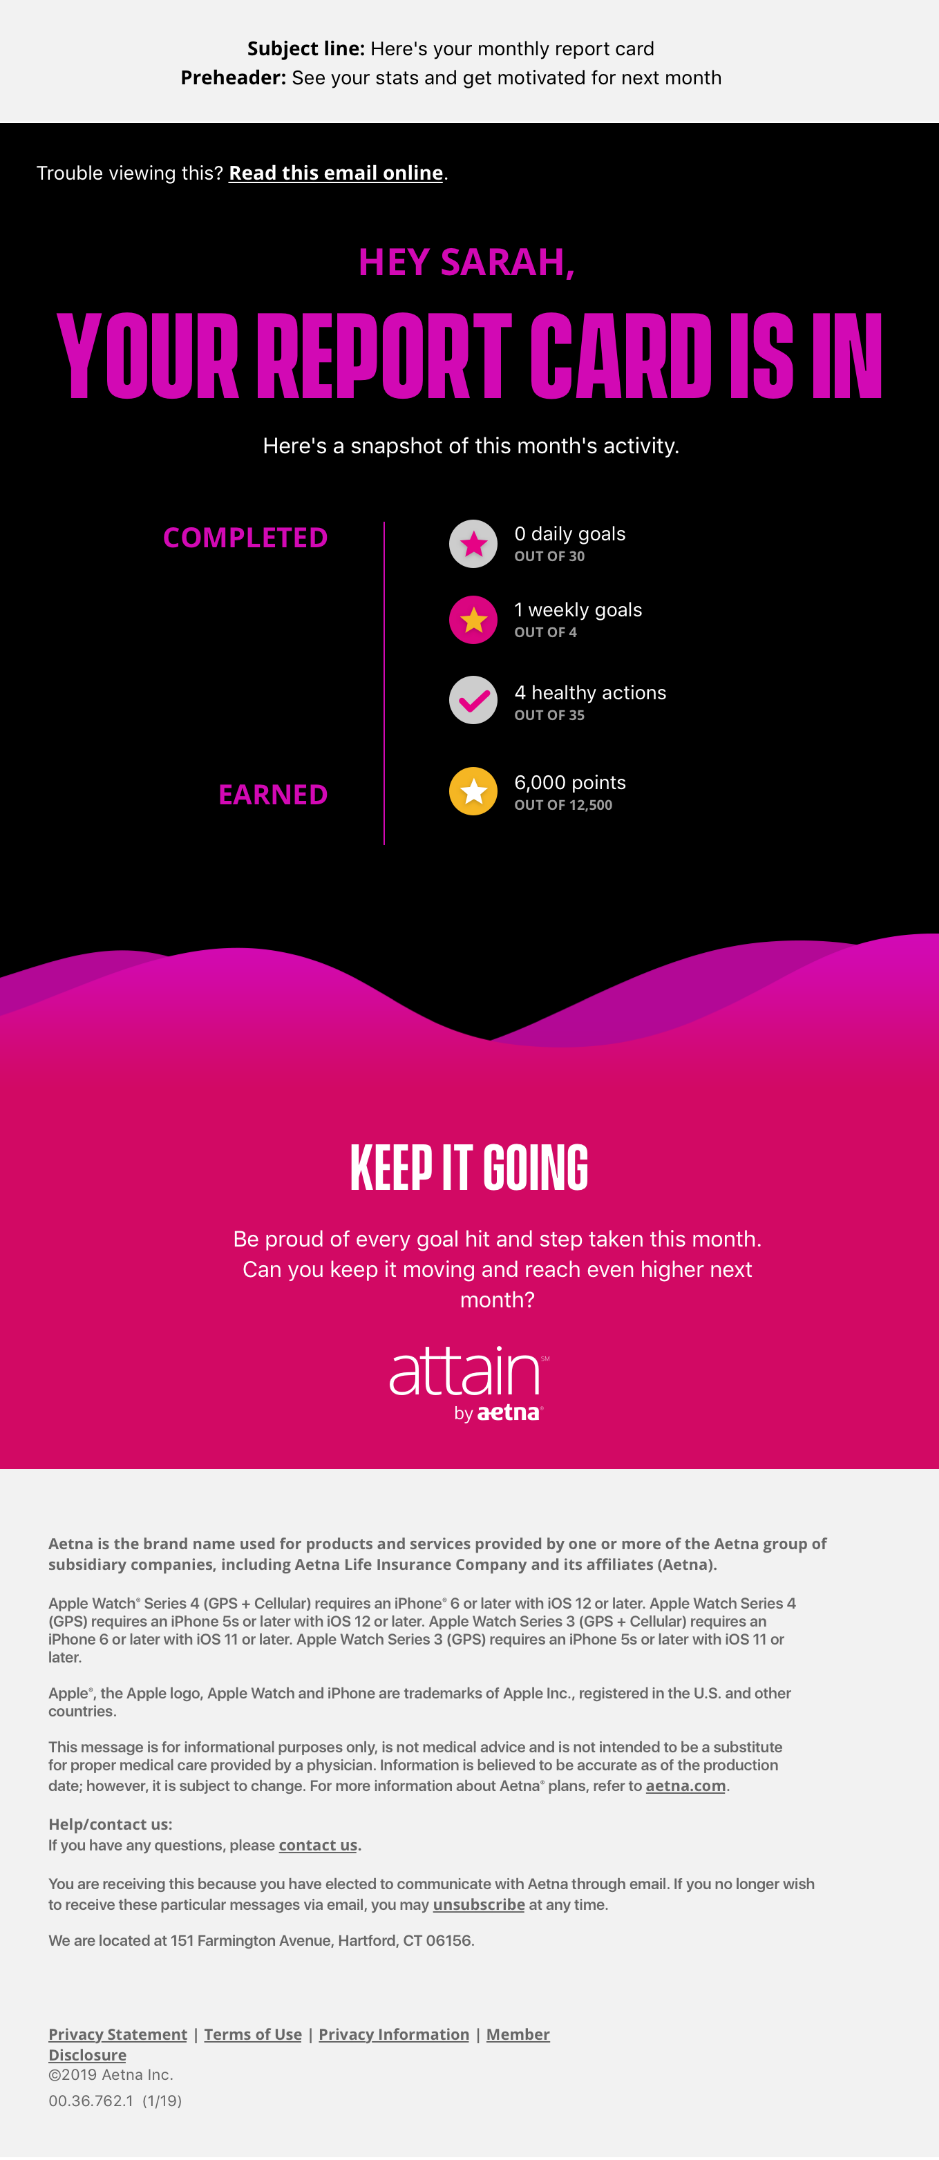 Subject line: Here's your monthly report card
Preheader: See your stats and get motivated for next month
Trouble viewing this? Read this email online.
HEY SARAH,
YOUR REPORT CARD IS IN
Here's a snapshot of this month's activity.
COMPLETED
0 daily goals
OUT OF 30
1 weekly goals
OUT OF 4
4 healthy actions
OUT OF 35
EARNED
6,000 points
OUT OF 12,500
KEEP IT GOING
Be proud of every goal hit and step taken this month.
Can you keep it moving and reach even higher next
month?
attain℠
by aetna®
Aetna is the brand name used for products and services provided by one or more of the Aetna group of
subsidiary companies, including Aetna Life Insurance Company and its affiliates (Aetna).
Apple Watch® Series 4 (GPS + Cellular) requires an iPhone® 6 or later with iOS 12 or later. Apple Watch Series 4
(GPS) requires an iPhone 5s or later with iOS 12 or later. Apple Watch Series 3 (GPS + Cellular) requires an
iPhone 6 or later with iOS 11 or later. Apple Watch Series 3 (GPS) requires an iPhone 5s or later with iOS 11 or
later.
Apple®, the Apple logo, Apple Watch and iPhone are trademarks of Apple Inc., registered in the U.S. and other
countries.
This message is for informational purposes only, is not medical advice and is not intended to be a substitute
for proper medical care provided by a physician. Information is believed to be accurate as of the production
date; however, it is subject to change. For more information about Aetna® plans, refer to aetna.com.
Help/contact us:
If you have any questions, please contact us.
You are receiving this because you have elected to communicate with Aetna through email. If you no longer wish
to receive these particular messages via email, you may unsubscribe at any time.
We are located at 151 Farmington Avenue, Hartford, CT 06156.
Privacy Statement | Terms of Use | Privacy Information | Member
Disclosure
©2019 Aetna Inc.
00.36.762.1 (1/19)